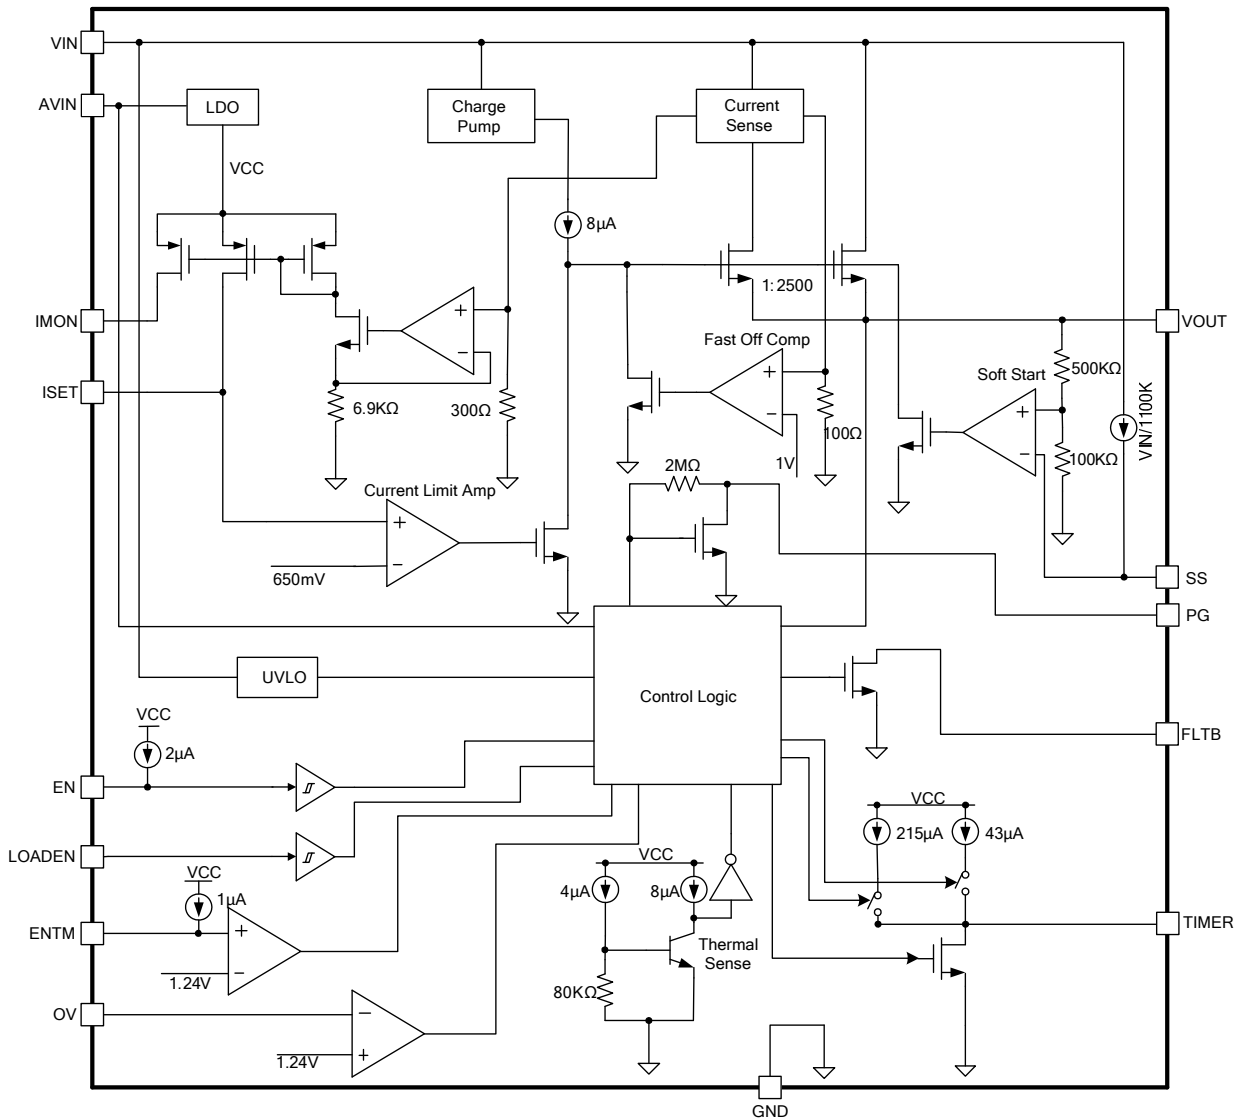 VIN
AVIN
LDO
Charge
Pump
Current
Sense
VCC
8µA
1: 2500
IMON
VOUT
Fast Off Comp
+
−
ISET
6.9KΩ
300Ω
+
−
1V
100Ω
Soft Start
+
−
500KΩ
100KΩ
VIN/1100K
2MΩ
Current Limit Amp
+
−
650mV
SS
PG
UVLO
Control Logic
FLTB
VCC
2µA
EN
LOADEN
VCC
1µA
ENTM
+
−
1.24V
OV
−
+
1.24V
VCC
4µA
8µA
Thermal
Sense
80KΩ
VCC
215µA
43µA
TIMER
GND